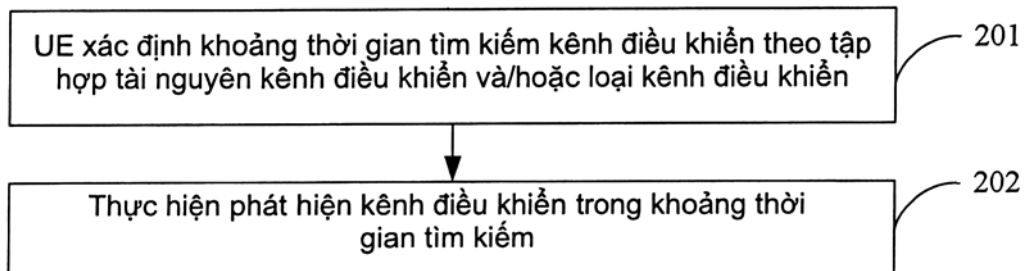 UE xác định khoảng thời gian tìm kiếm kênh điều khiển theo tập
hợp tài nguyên kênh điều khiển và/hoặc loại kênh điều khiển
201
Thực hiện phát hiện kênh điều khiển trong khoảng thời
gian tìm kiếm
202